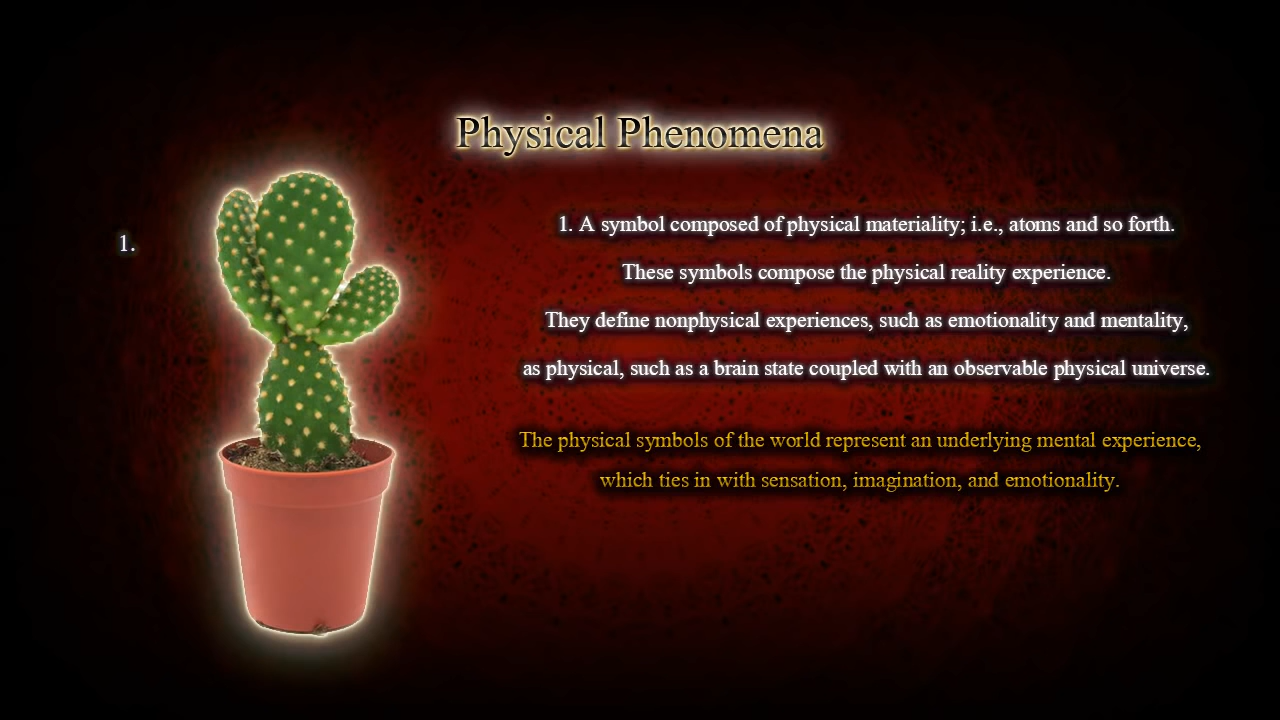 Physical Phenomena
1.
1. A symbol composed of physical materiality; i.e., atoms and so forth.
These symbols compose the physical reality experience.
They define nonphysical experiences, such as emotionality and mentality,
as physical, such as a brain state coupled with an observable physical universe.
The physical symbols of the world represent an underlying mental experience,
which ties in with sensation, imagination, and emotionality.